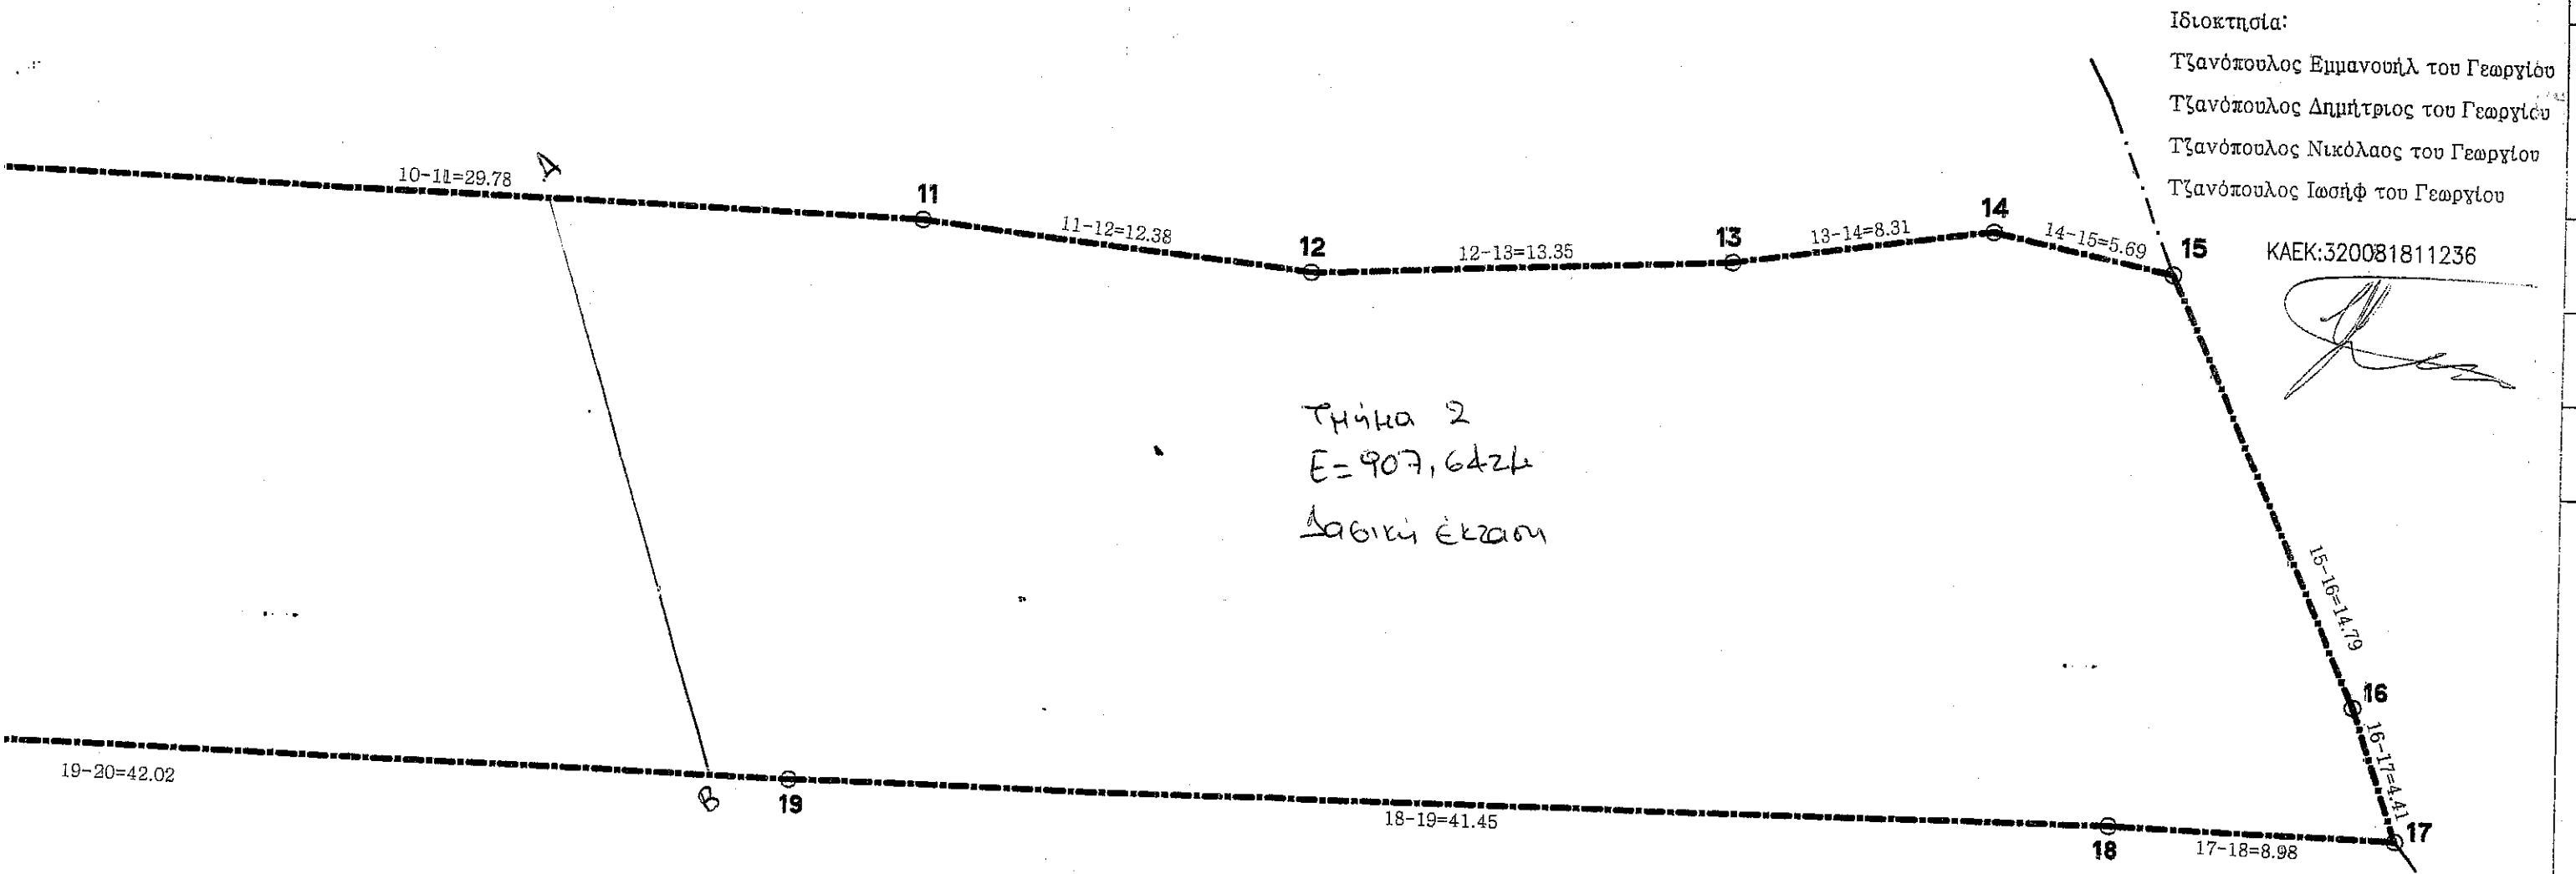 Ιδιοκτησία:
Τζανόπουλος Εμμανουήλ του Γεωργίου
Τζανόπουλος Δημήτριος του Γεωργίου
Τζανόπουλος Νικόλαος του Γεωργίου
Τζανόπουλος Ιωσήφ του Γεωργίου
ΚΑΕΚ:320081811236
10-11=29.78
Α
11
11-12=12.38
12
12-13=13.35
13
13-14=8.31
14
14-15=5.69
15
Τμήμα 2
Ε=907,64τμ
Δασική έκταση
15-16=14.79
16
16-17=4.41
17
17-18=8.98
18
18-19=41.45
19
Β
19-20=42.02